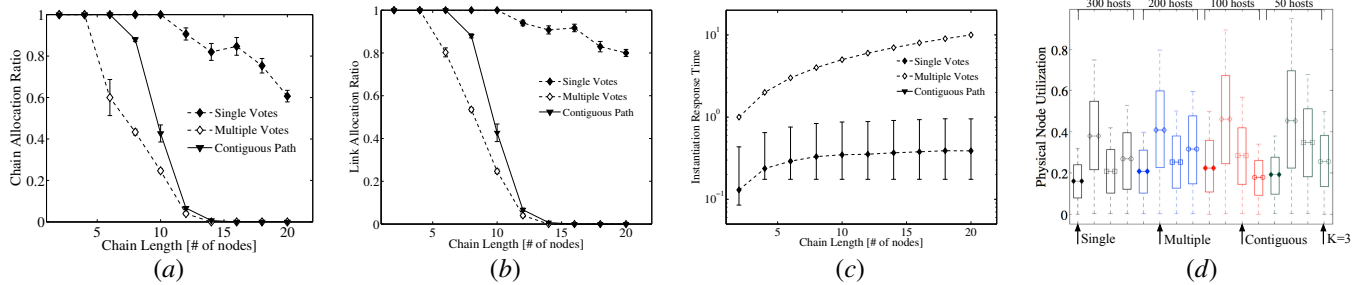 Chain Allocation Ratio
1
0.8
0.6
0.4
0.2
0
5
10
15
20
Chain Length [# of nodes]
Single Votes
Multiple Votes
Contiguous Path
(a)
Link Allocation Ratio
1
0.8
0.6
0.4
0.2
0
5
10
15
20
Chain Length [# of nodes]
Single Votes
Multiple Votes
Contiguous Path
(b)
Instantiation Response Time
10^1
10^0
10^-1
5
10
15
20
Chain Length [# of nodes]
Single Votes
Multiple Votes
Contiguous Path
(c)
300 hosts 200 hosts 100 hosts 50 hosts
Physical Node Utilization
0.8
0.6
0.4
0.2
0
Single Multiple Contiguous K=3
(d)